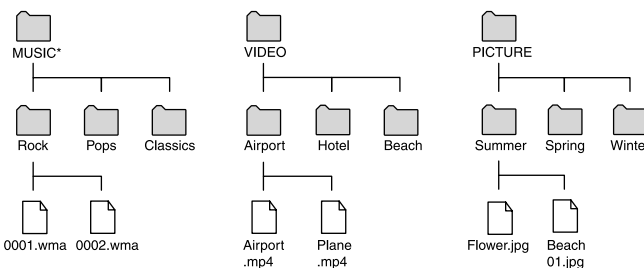 MUSIC* VIDEO PICTURE
Rock Pops Classics Airport Hotel Beach Summer Spring Winte
0001.wma 0002.wma Airport Plane Flower.jpg Beach
.mp4 .mp4 01.jpg